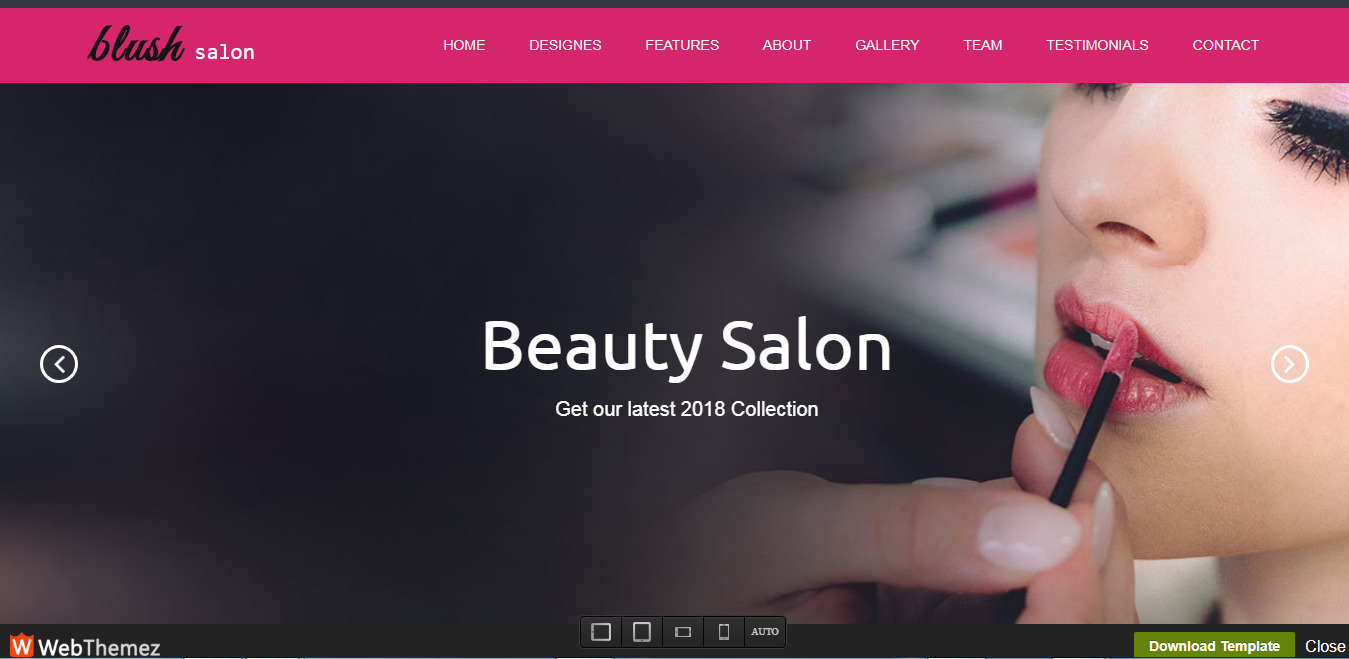 blush salon
HOME DESIGNES FEATURES ABOUT GALLERY TEAM TESTIMONIALS CONTACT
Beauty Salon
Get our latest 2018 Collection
W WebThemez AUTO Download Template Close